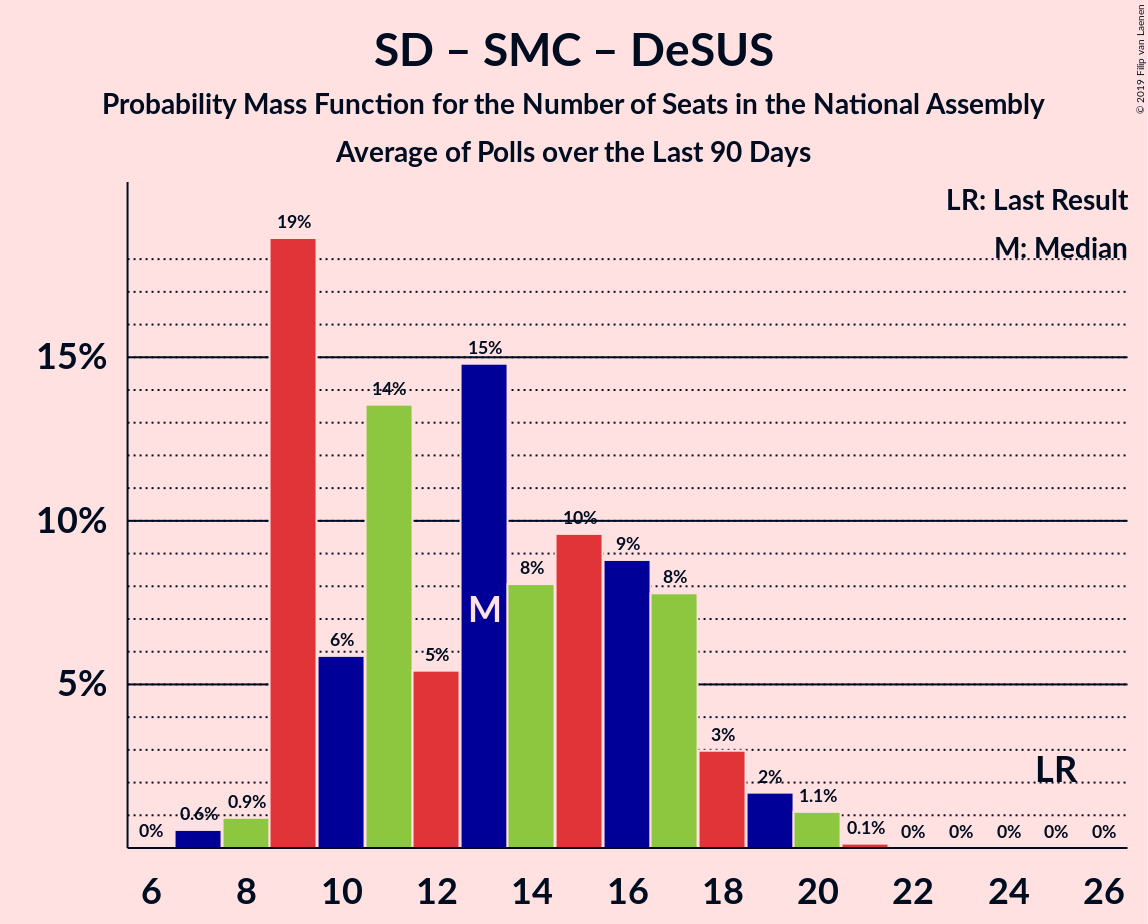 SD – SMC – DeSUS
Probability Mass Function for the Number of Seats in the National Assembly
Average of Polls over the Last 90 Days
© 2019 Filip van Laenen
LR: Last Result
M: Median
19%
15%
15%
14%
10%
10%
9%
8%
8%
M
6%
5%
5%
3%
LR
2%
1.1%
0.9%
0.6%
0%
0.1%
0%
0%
0%
0%
0%
6 8 10 12 14 16 18 20 22 24 26